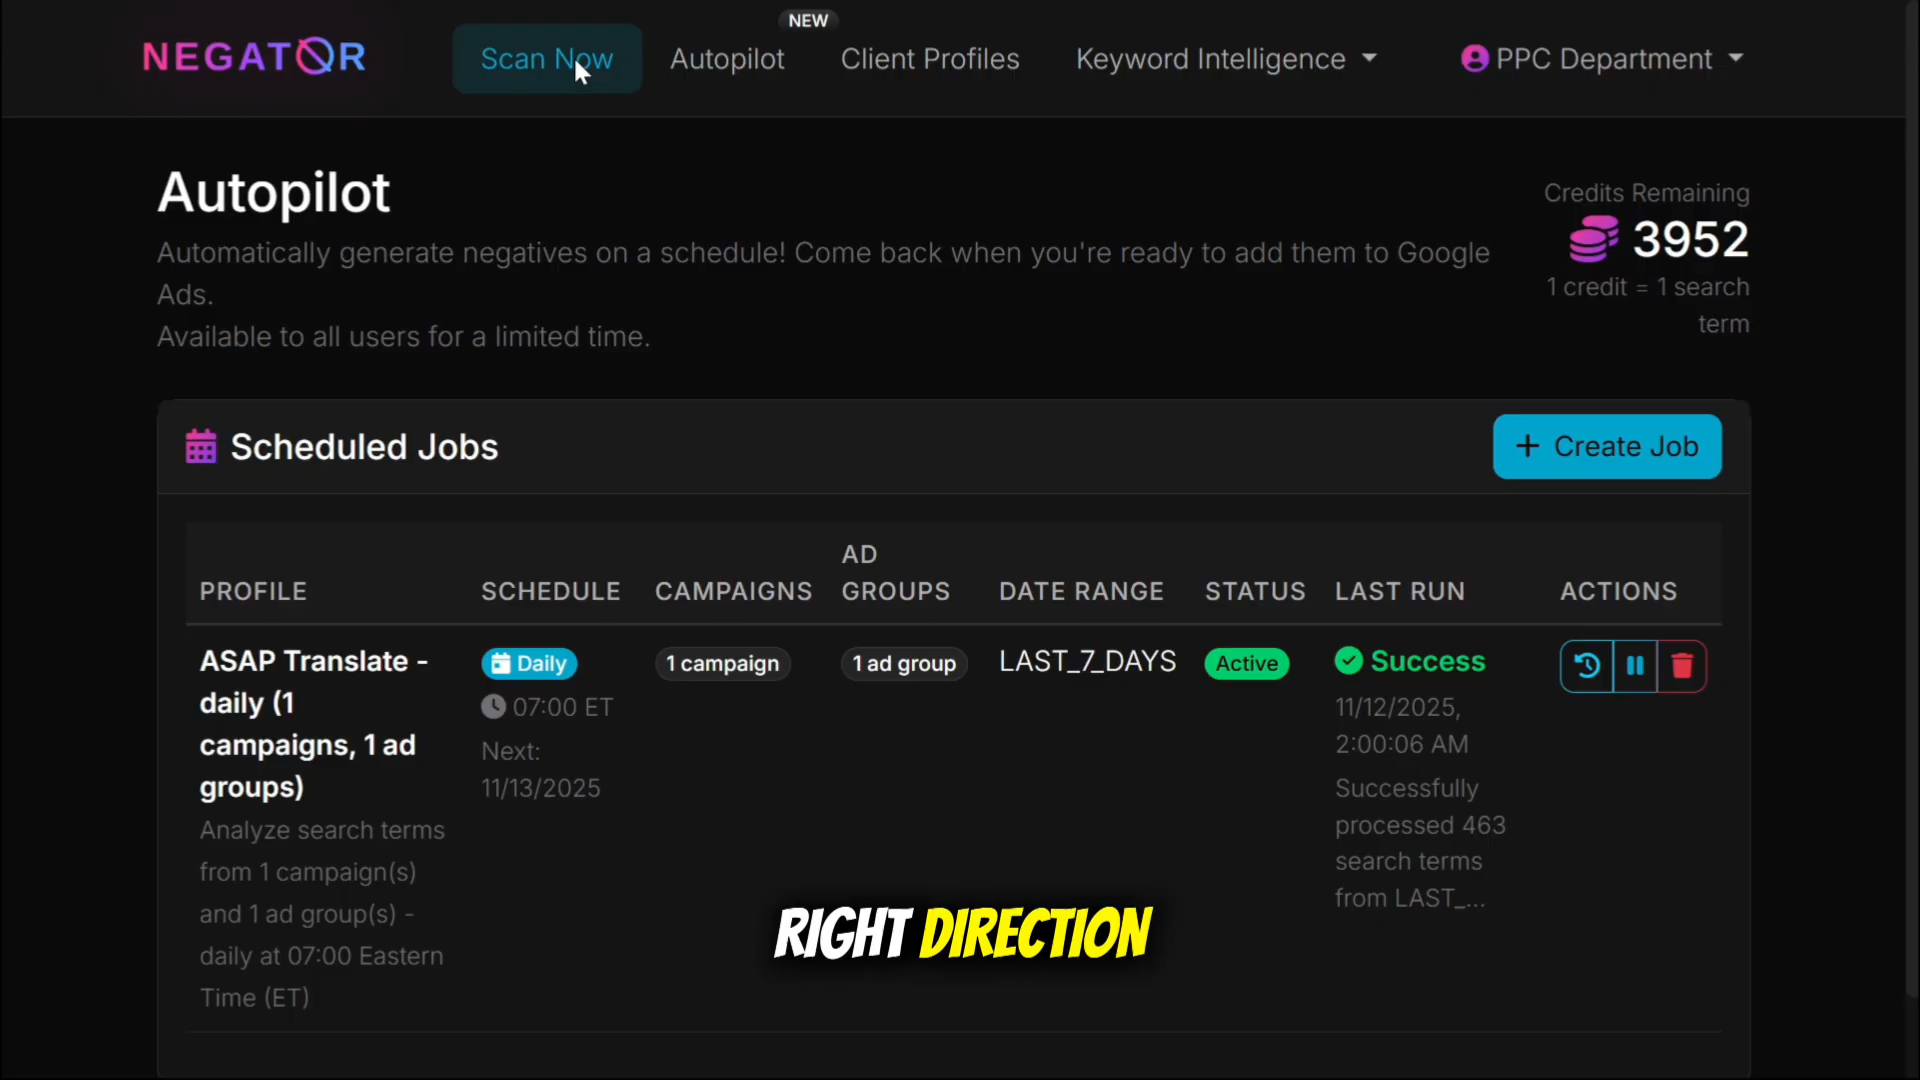 NEW
NEGATOR
Scan Now
Autopilot
Client Profiles
Keyword Intelligence
PPC Department
Autopilot
Automatically generate negatives on a schedule! Come back when you're ready to add them to Google
Ads.
Available to all users for a limited time.
Credits Remaining
3952
1 credit = 1 search
term
Scheduled Jobs
+ Create Job
PROFILE
SCHEDULE
CAMPAIGNS
AD
GROUPS
DATE RANGE
STATUS
LAST RUN
ACTIONS
ASAP Translate -
daily (1
campaigns, 1 ad
groups)
Analyze search terms
from 1 campaign(s)
and 1 ad group(s) -
daily at 07:00 Eastern
Time (ET)
Daily
07:00 ET
Next:
11/13/2025
1 campaign
1 ad group
LAST_7_DAYS
Active
Success
11/12/2025,
2:00:06 AM
Successfully
processed 463
search terms
from LAST_...
RIGHT DIRECTION